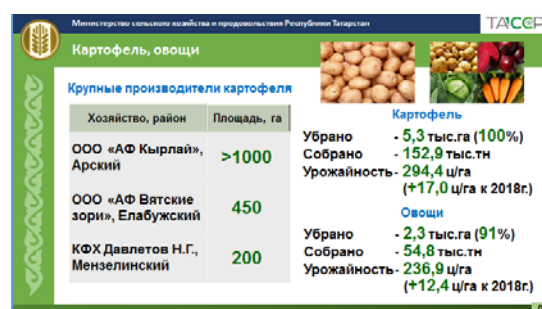 Министерство сельского хозяйства и продовольствия Республики Татарстан
Картофель, овощи
Крупные производители картофеля
Хозяйство, район
Площадь, га
ООО «АФ Кырлай»,
Арский
>1000
ООО «АФ Вятские
зори», Елабужский
450
КФХ Давлетов Н.Г.,
Мензелинский
200
Картофель
Убрано - 5,3 тыс.га (100%)
Собрано - 152,9 тыс.тн
Урожайность- 294,4 ц/га
(+17,0 ц/га к 2018г.)
Овощи
Убрано - 2,3 тыс.га (91%)
Собрано - 54,8 тыс.тн
Урожайность- 236,9 ц/га
(+12,4 ц/га к 2018г.)